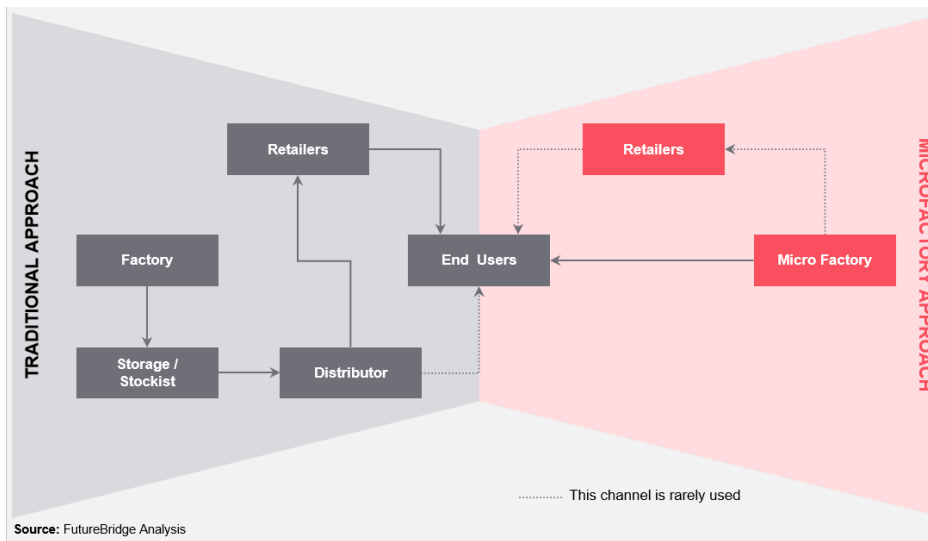 TRADITIONAL APPROACH
Retailers
Factory
Storage /
Stockist
Distributor
End Users
Retailers
Micro Factory
MICROFACTORY APPROACH
This channel is rarely used
Source: FutureBridge Analysis